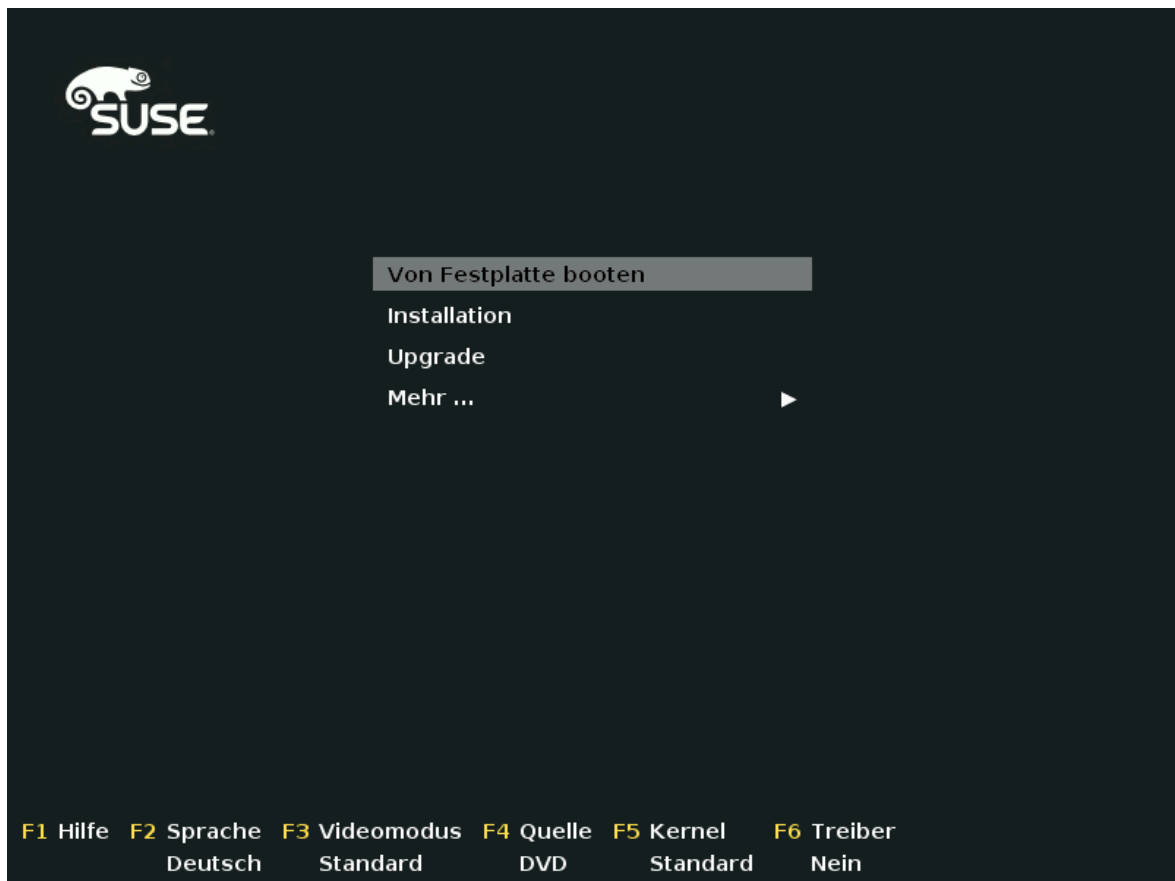 SUSE
Von Festplatte booten
Installation
Upgrade
Mehr ...
F1 Hilfe F2 Sprache F3 Videomodus F4 Quelle F5 Kernel F6 Treiber
Deutsch Standard DVD Standard Nein